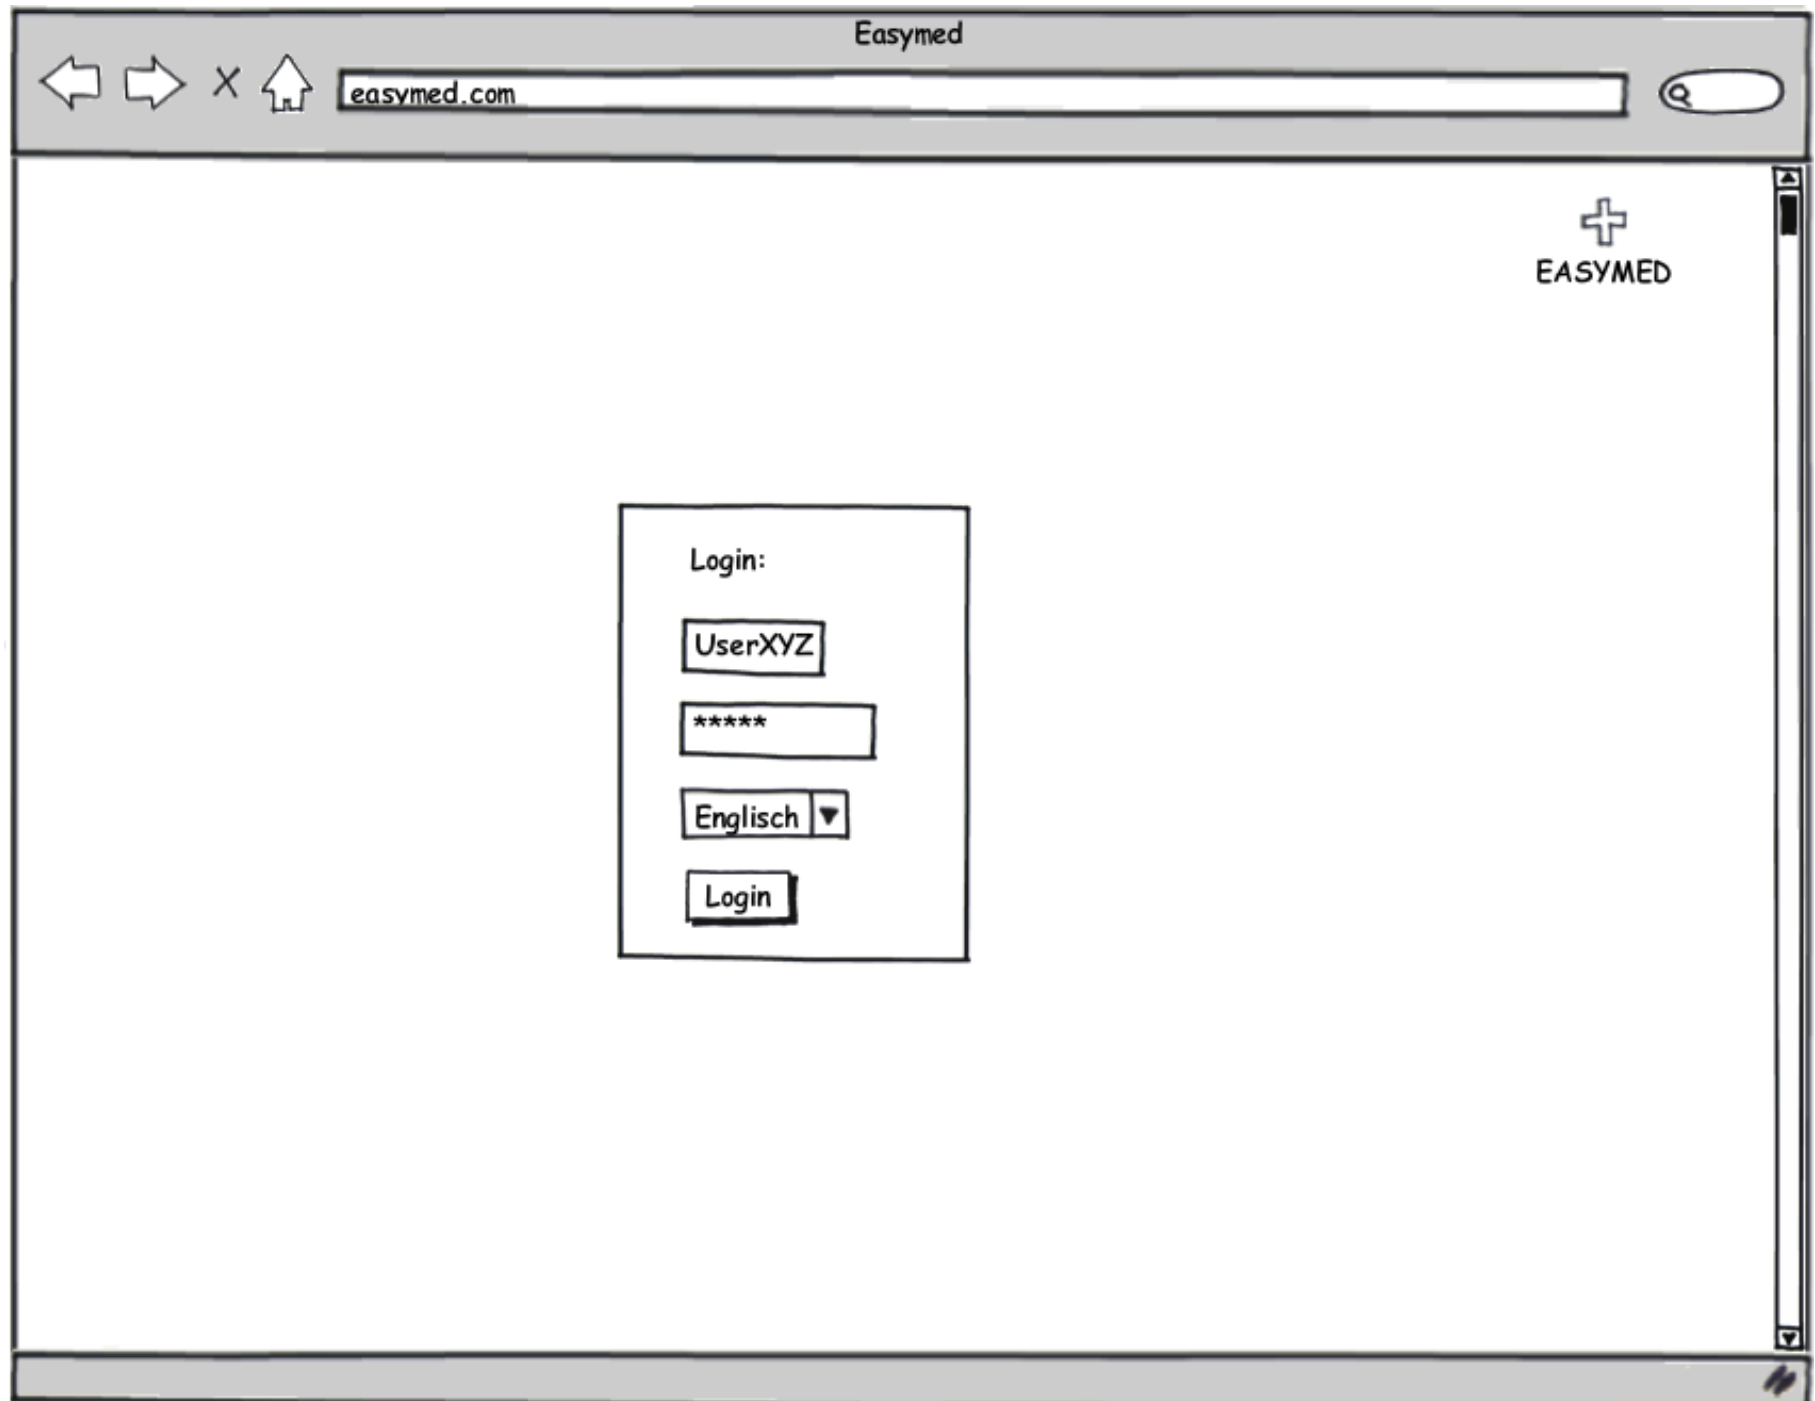 Easymed
easymed.com
EASYMED
Login:
UserXYZ
*****
Englisch
Login